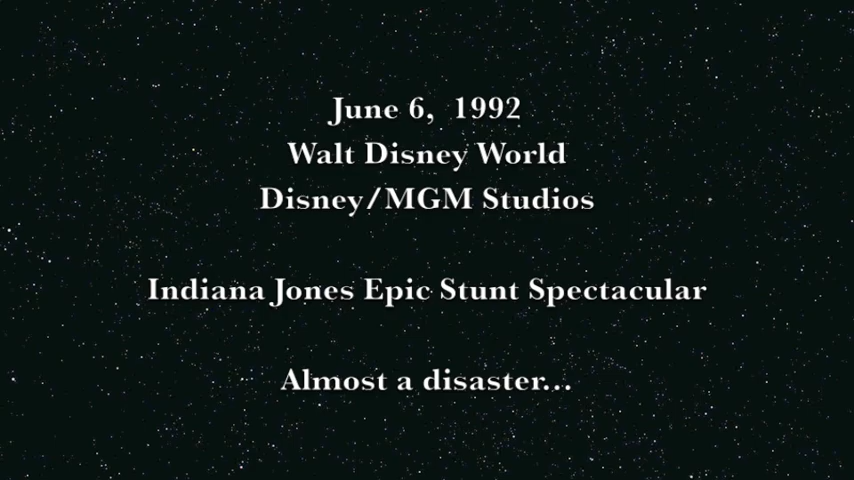 June 6, 1992
Walt Disney World
Disney/MGM Studios
Indiana Jones Epic Stunt Spectacular
Almost a disaster...